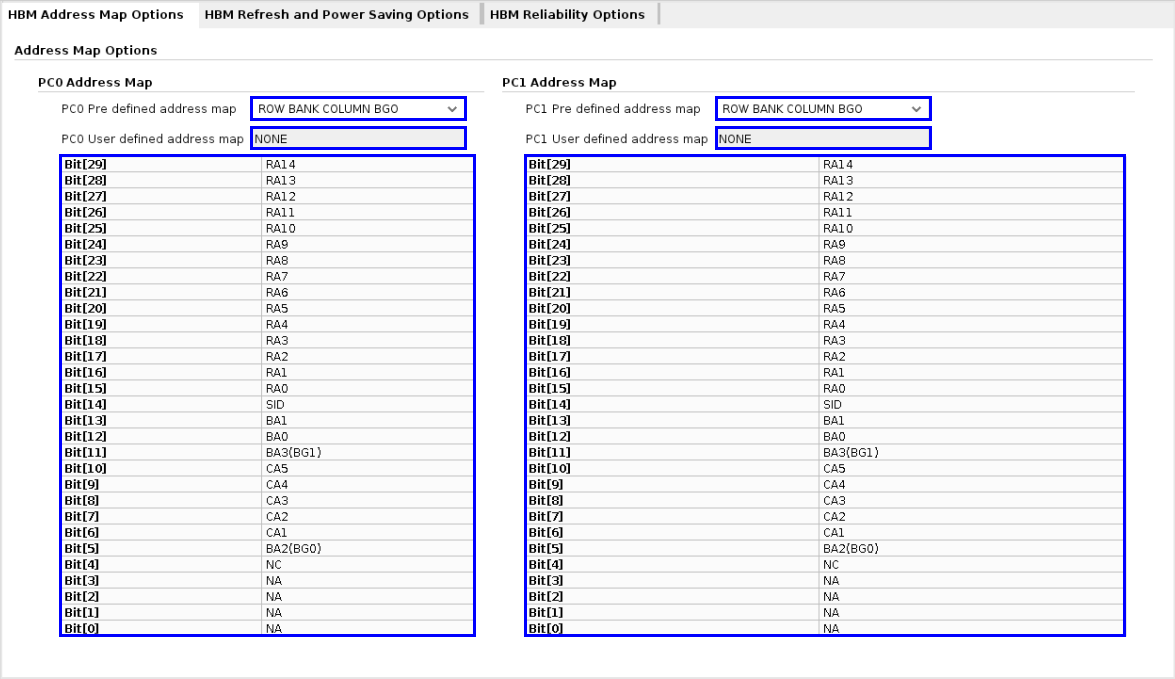 HBM Address Map Options HBM Refresh and Power Saving Options HBM Reliability Options
Address Map Options
PC0 Address Map PC1 Address Map
PC0 Pre defined address map ROW BANK COLUMN BGO PC1 Pre defined address map ROW BANK COLUMN BGO
PC0 User defined address map NONE PC1 User defined address map NONE
Bit[29] RA14 Bit[29] RA14
Bit[28] RA13 Bit[28] RA13
Bit[27] RA12 Bit[27] RA12
Bit[26] RA11 Bit[26] RA11
Bit[25] RA10 Bit[25] RA10
Bit[24] RA9 Bit[24] RA9
Bit[23] RA8 Bit[23] RA8
Bit[22] RA7 Bit[22] RA7
Bit[21] RA6 Bit[21] RA6
Bit[20] RA5 Bit[20] RA5
Bit[19] RA4 Bit[19] RA4
Bit[18] RA3 Bit[18] RA3
Bit[17] RA2 Bit[17] RA2
Bit[16] RA1 Bit[16] RA1
Bit[15] RA0 Bit[15] RA0
Bit[14] SID Bit[14] SID
Bit[13] BA1 Bit[13] BA1
Bit[12] BA0 Bit[12] BA0
Bit[11] BA3(BG1) Bit[11] BA3(BG1)
Bit[10] CA5 Bit[10] CA5
Bit[9] CA4 Bit[9] CA4
Bit[8] CA3 Bit[8] CA3
Bit[7] CA2 Bit[7] CA2
Bit[6] CA1 Bit[6] CA1
Bit[5] BA2(BG0) Bit[5] BA2(BG0)
Bit[4] NC Bit[4] NC
Bit[3] NA Bit[3] NA
Bit[2] NA Bit[2] NA
Bit[1] NA Bit[1] NA
Bit[0] NA Bit[0] NA